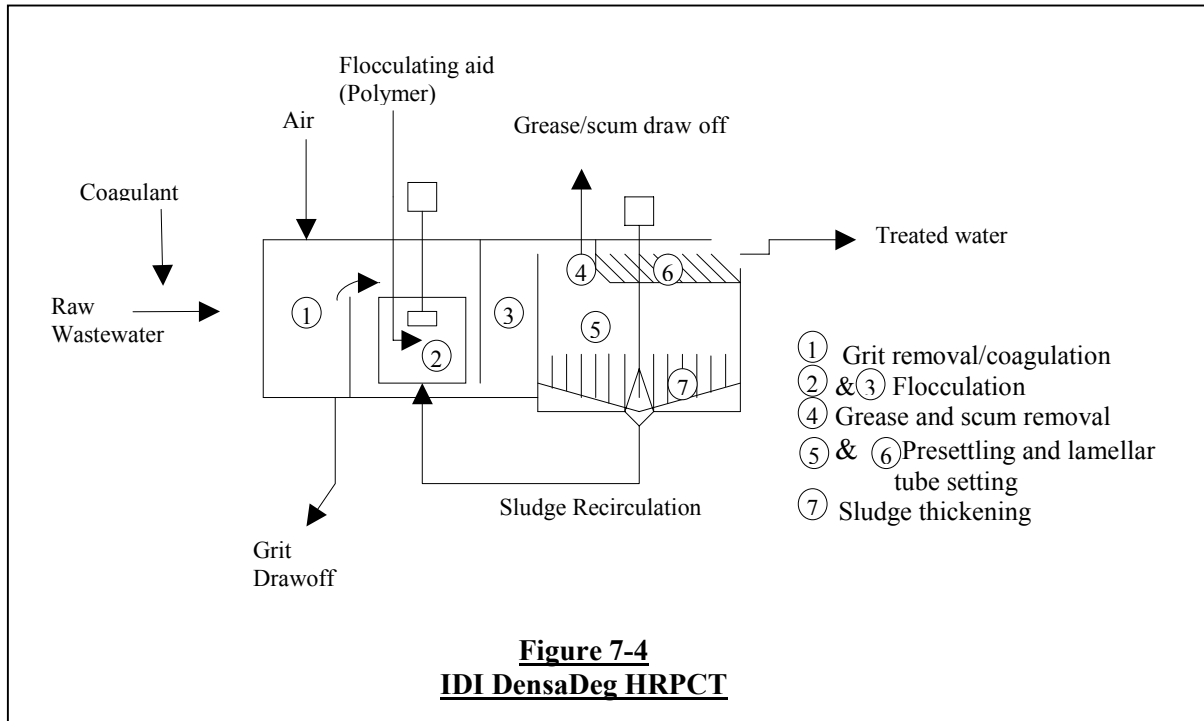 Flocculating aid
(Polymer)
Air
Grease/scum draw off
Coagulant
Treated water
Raw
Wastewater
1
2
3
4
5
6
7
1 Grit removal/coagulation
2 & 3 Flocculation
4 Grease and scum removal
5 & 6 Presettling and lamellar
tube setting
7 Sludge thickening
Sludge Recirculation
Grit
Drawoff
Figure 7-4
IDI DensaDeg HRPCT